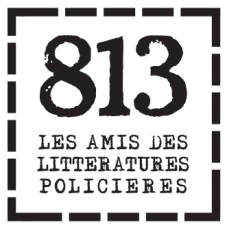 813
LES AMIS DES
LITTERATURES
POLICIERES